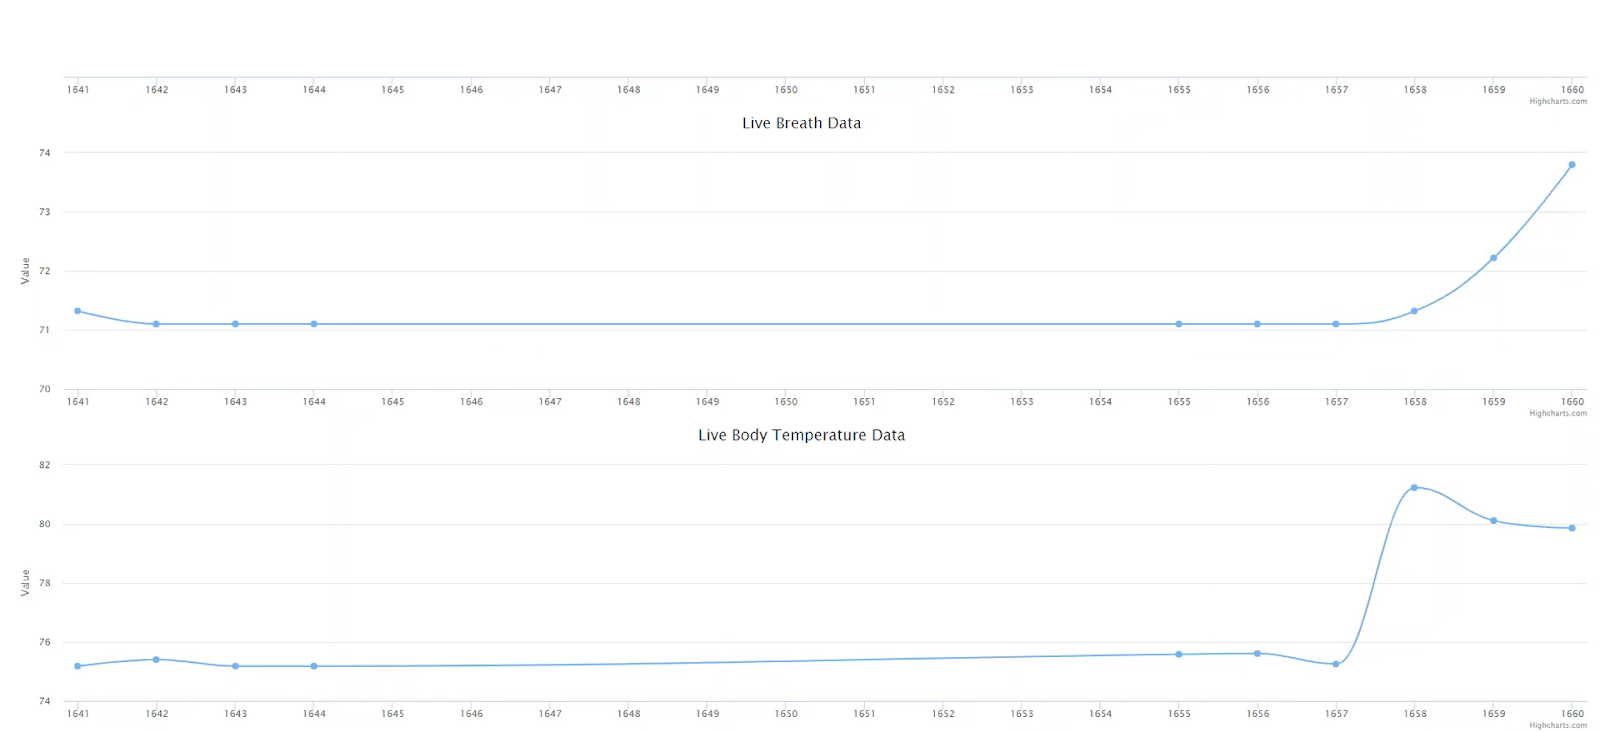 1641 1642 1643 1644 1645 1646 1647 1648 1649 1650 1651 1652 1653 1654 1655 1656 1657 1658 1659 1660
Highcharts.com
Live Breath Data
74
73
Value
72
71
70
1641 1642 1643 1644 1645 1646 1647 1648 1649 1650 1651 1652 1653 1654 1655 1656 1657 1658 1659 1660
Highcharts.com
Live Body Temperature Data
82
80
Value
78
76
74
1641 1642 1643 1644 1645 1646 1647 1648 1649 1650 1651 1652 1653 1654 1655 1656 1657 1658 1659 1660
Highcharts.com